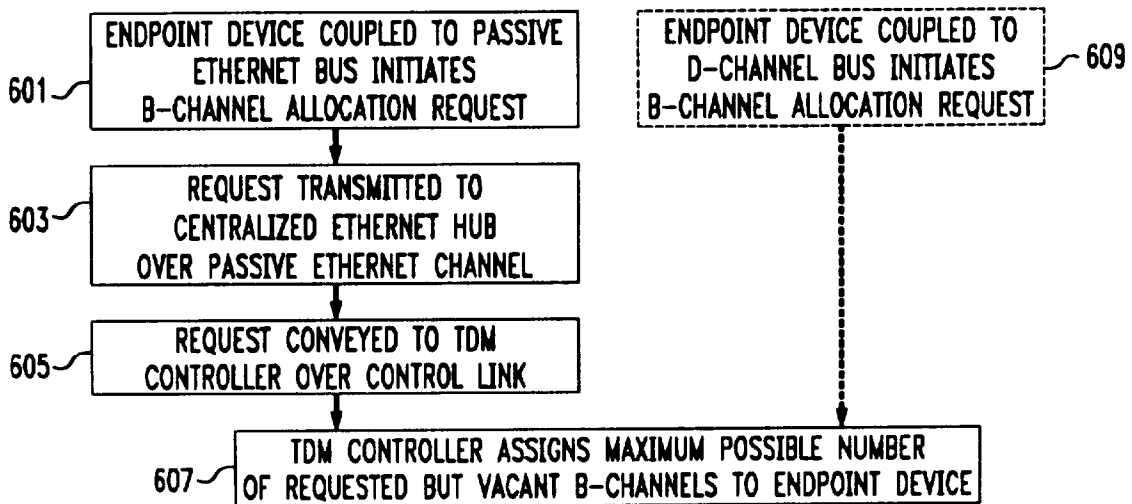 601
ENDPOINT DEVICE COUPLED TO PASSIVE
ETHERNET BUS INITIATES
B-CHANNEL ALLOCATION REQUEST
ENDPOINT DEVICE COUPLED TO
D-CHANNEL BUS INITIATES
B-CHANNEL ALLOCATION REQUEST
609
603
REQUEST TRANSMITTED TO
CENTRALIZED ETHERNET HUB
OVER PASSIVE ETHERNET CHANNEL
605
REQUEST CONVEYED TO TDM
CONTROLLER OVER CONTROL LINK
607
TDM CONTROLLER ASSIGNS MAXIMUM POSSIBLE NUMBER
OF REQUESTED BUT VACANT B-CHANNELS TO ENDPOINT DEVICE